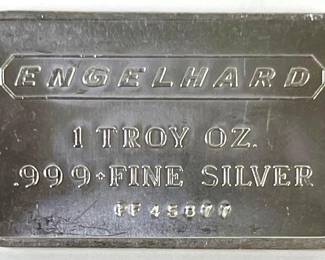 ENGELHARD
1 TROY OZ.
.999+FINE SILVER